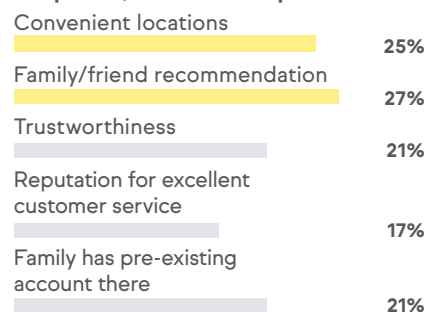 Convenient locations
25%
Family/friend recommendation
27%
Trustworthiness
21%
Reputation for excellent
customer service
17%
Family has pre-existing
account there
21%